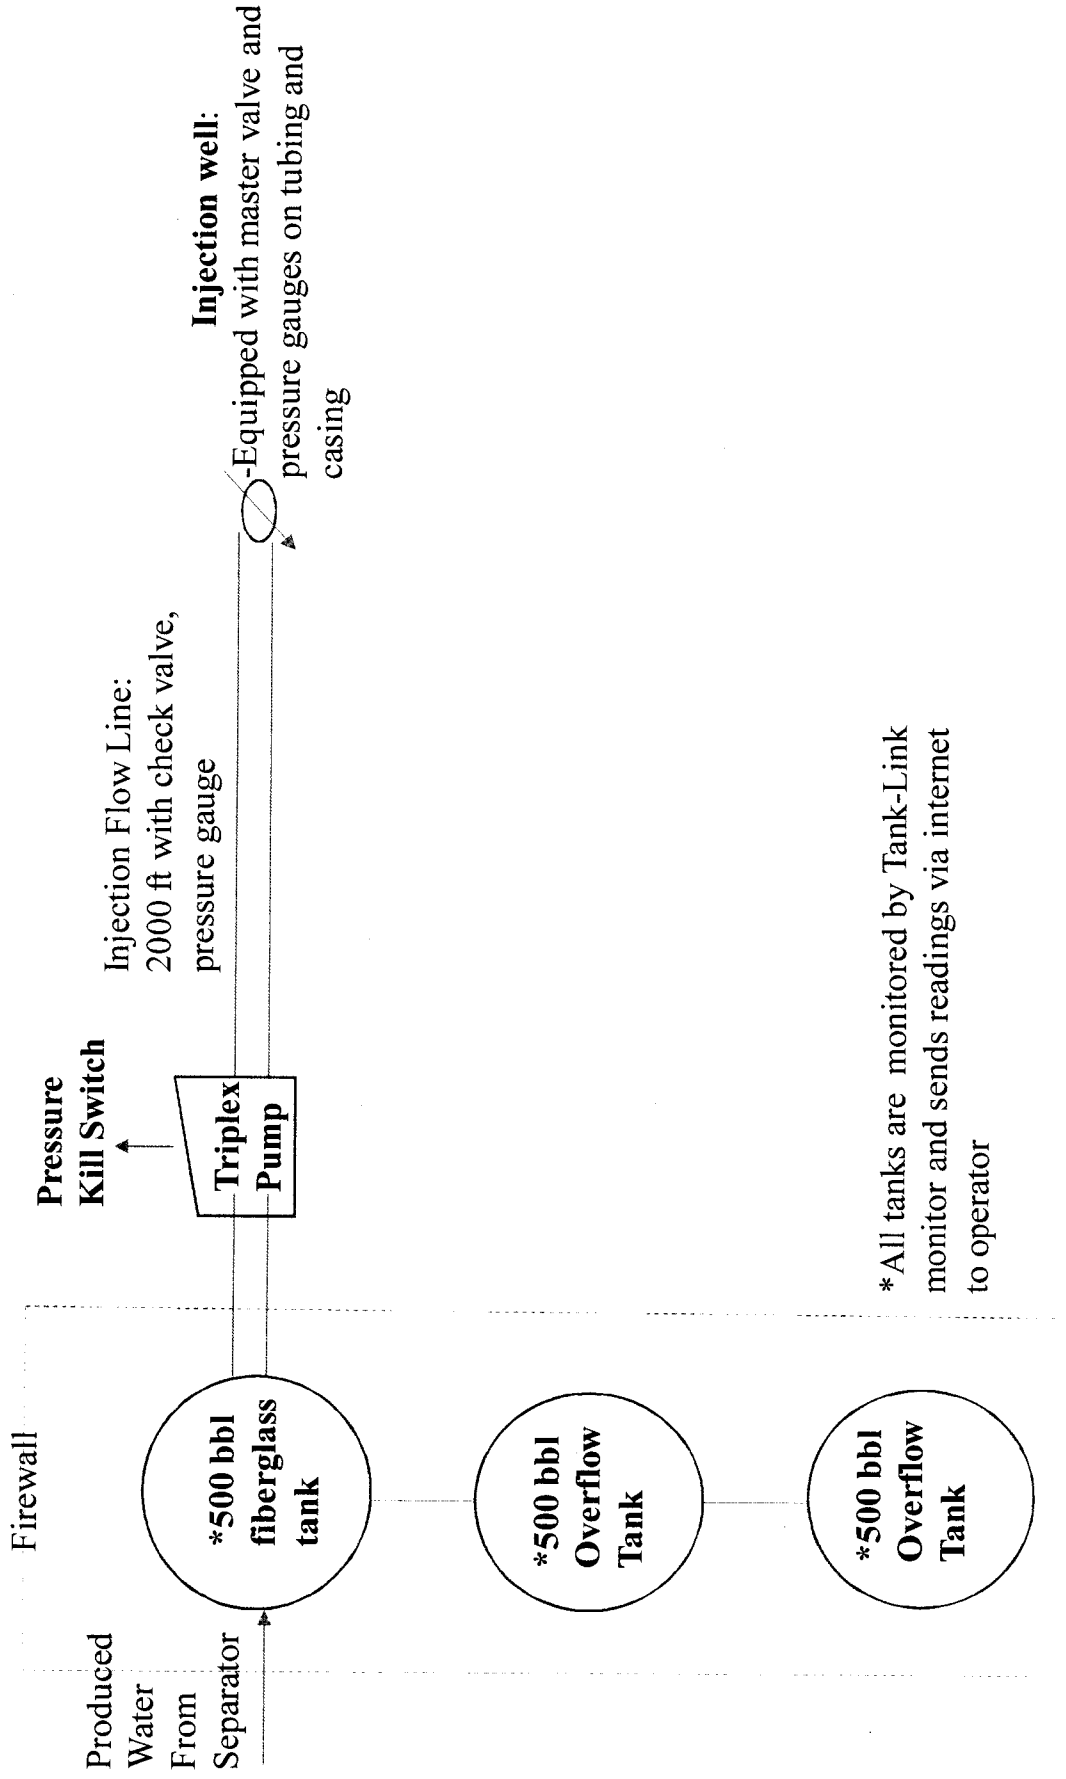 Firewall
Produced
Water
From
Separator
*500 bbl
fiberglass
tank
*500 bbl
Overflow
Tank
*500 bbl
Overflow
Tank
Pressure
Kill Switch
Triplex
Pump
Injection Flow Line:
2000 ft with check valve,
pressure gauge
Injection well:
-Equipped with master valve and
pressure gauges on tubing and
casing
*All tanks are monitored by Tank-Link
monitor and sends readings via internet
to operator